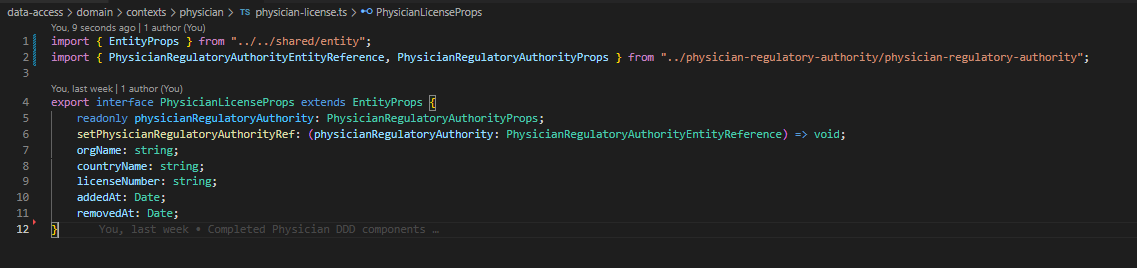 data-access > domain > contexts > physician > TS physician-license.ts > PhysicianLicenseProps
You, 9 seconds ago | 1 author (You)
1 import { EntityProps } from "../../shared/entity";
2 import { PhysicianRegulatoryAuthorityEntityReference, PhysicianRegulatoryAuthorityProps } from "../physician-regulatory-authority/physician-regulatory-authority";
3
You, last week | 1 author (You)
4 export interface PhysicianLicenseProps extends EntityProps {
5 readonly physicianRegulatoryAuthority: PhysicianRegulatoryAuthorityProps;
6 setPhysicianRegulatoryAuthorityRef: (physicianRegulatoryAuthority: PhysicianRegulatoryAuthorityEntityReference) => void;
7 orgName: string;
8 countryName: string;
9 licenseNumber: string;
10 addedAt: Date;
11 removedAt: Date;
12 } You, last week • Completed Physician DDD components …